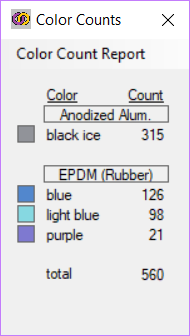 Color Counts
Color Count Report
Color Count
Anodized Alum.
black ice 315
EPDM (Rubber)
blue 126
light blue 98
purple 21
total 560